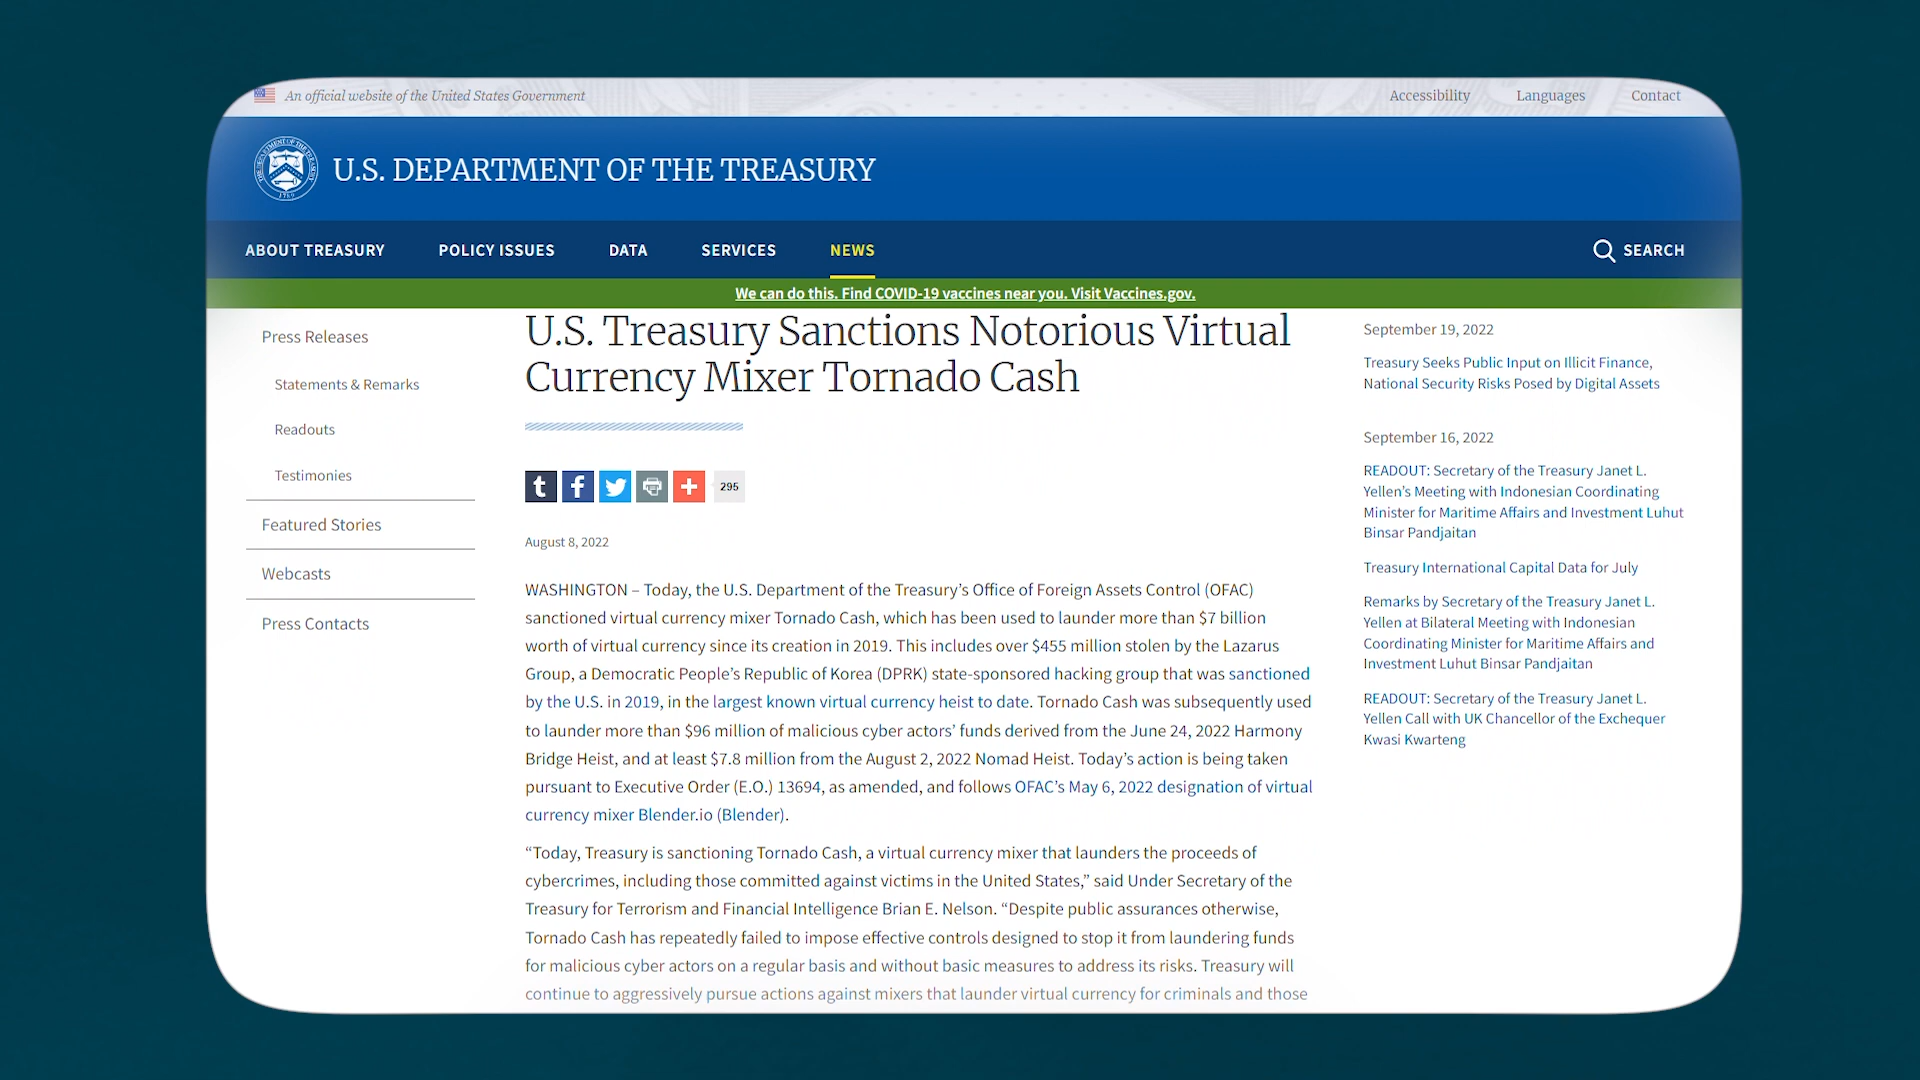 An official website of the United States Government
Accessibility
Languages
Contact
U.S. DEPARTMENT OF THE TREASURY
ABOUT TREASURY
POLICY ISSUES
DATA
SERVICES
NEWS
SEARCH
We can do this. Find COVID-19 vaccines near you. Visit Vaccines.gov.
Press Releases
Statements & Remarks
Readouts
Testimonies
Featured Stories
Webcasts
Press Contacts
U.S. Treasury Sanctions Notorious Virtual
Currency Mixer Tornado Cash
295
August 8, 2022
WASHINGTON – Today, the U.S. Department of the Treasury’s Office of Foreign Assets Control (OFAC)
sanctioned virtual currency mixer Tornado Cash, which has been used to launder more than $7 billion
worth of virtual currency since its creation in 2019. This includes over $455 million stolen by the Lazarus
Group, a Democratic People’s Republic of Korea (DPRK) state-sponsored hacking group that was sanctioned
by the U.S. in 2019, in the largest known virtual currency heist to date. Tornado Cash was subsequently used
to launder more than $96 million of malicious cyber actors’ funds derived from the June 24, 2022 Harmony
Bridge Heist, and at least $7.8 million from the August 2, 2022 Nomad Heist. Today’s action is being taken
pursuant to Executive Order (E.O.) 13694, as amended, and follows OFAC’s May 6, 2022 designation of virtual
currency mixer Blender.io (Blender).
“Today, Treasury is sanctioning Tornado Cash, a virtual currency mixer that launders the proceeds of
cybercrimes, including those committed against victims in the United States,” said Under Secretary of the
Treasury for Terrorism and Financial Intelligence Brian E. Nelson. “Despite public assurances otherwise,
Tornado Cash has repeatedly failed to impose effective controls designed to stop it from laundering funds
for malicious cyber actors on a regular basis and without basic measures to address its risks. Treasury will
continue to aggressively pursue actions against mixers that launder virtual currency for criminals and those
September 19, 2022
Treasury Seeks Public Input on Illicit Finance,
National Security Risks Posed by Digital Assets
September 16, 2022
READOUT: Secretary of the Treasury Janet L.
Yellen’s Meeting with Indonesian Coordinating
Minister for Maritime Affairs and Investment Luhut
Binsar Pandjaitan
Treasury International Capital Data for July
Remarks by Secretary of the Treasury Janet L.
Yellen at Bilateral Meeting with Indonesian
Coordinating Minister for Maritime Affairs and
Investment Luhut Binsar Pandjaitan
READOUT: Secretary of the Treasury Janet L.
Yellen Call with UK Chancellor of the Exchequer
Kwasi Kwarteng